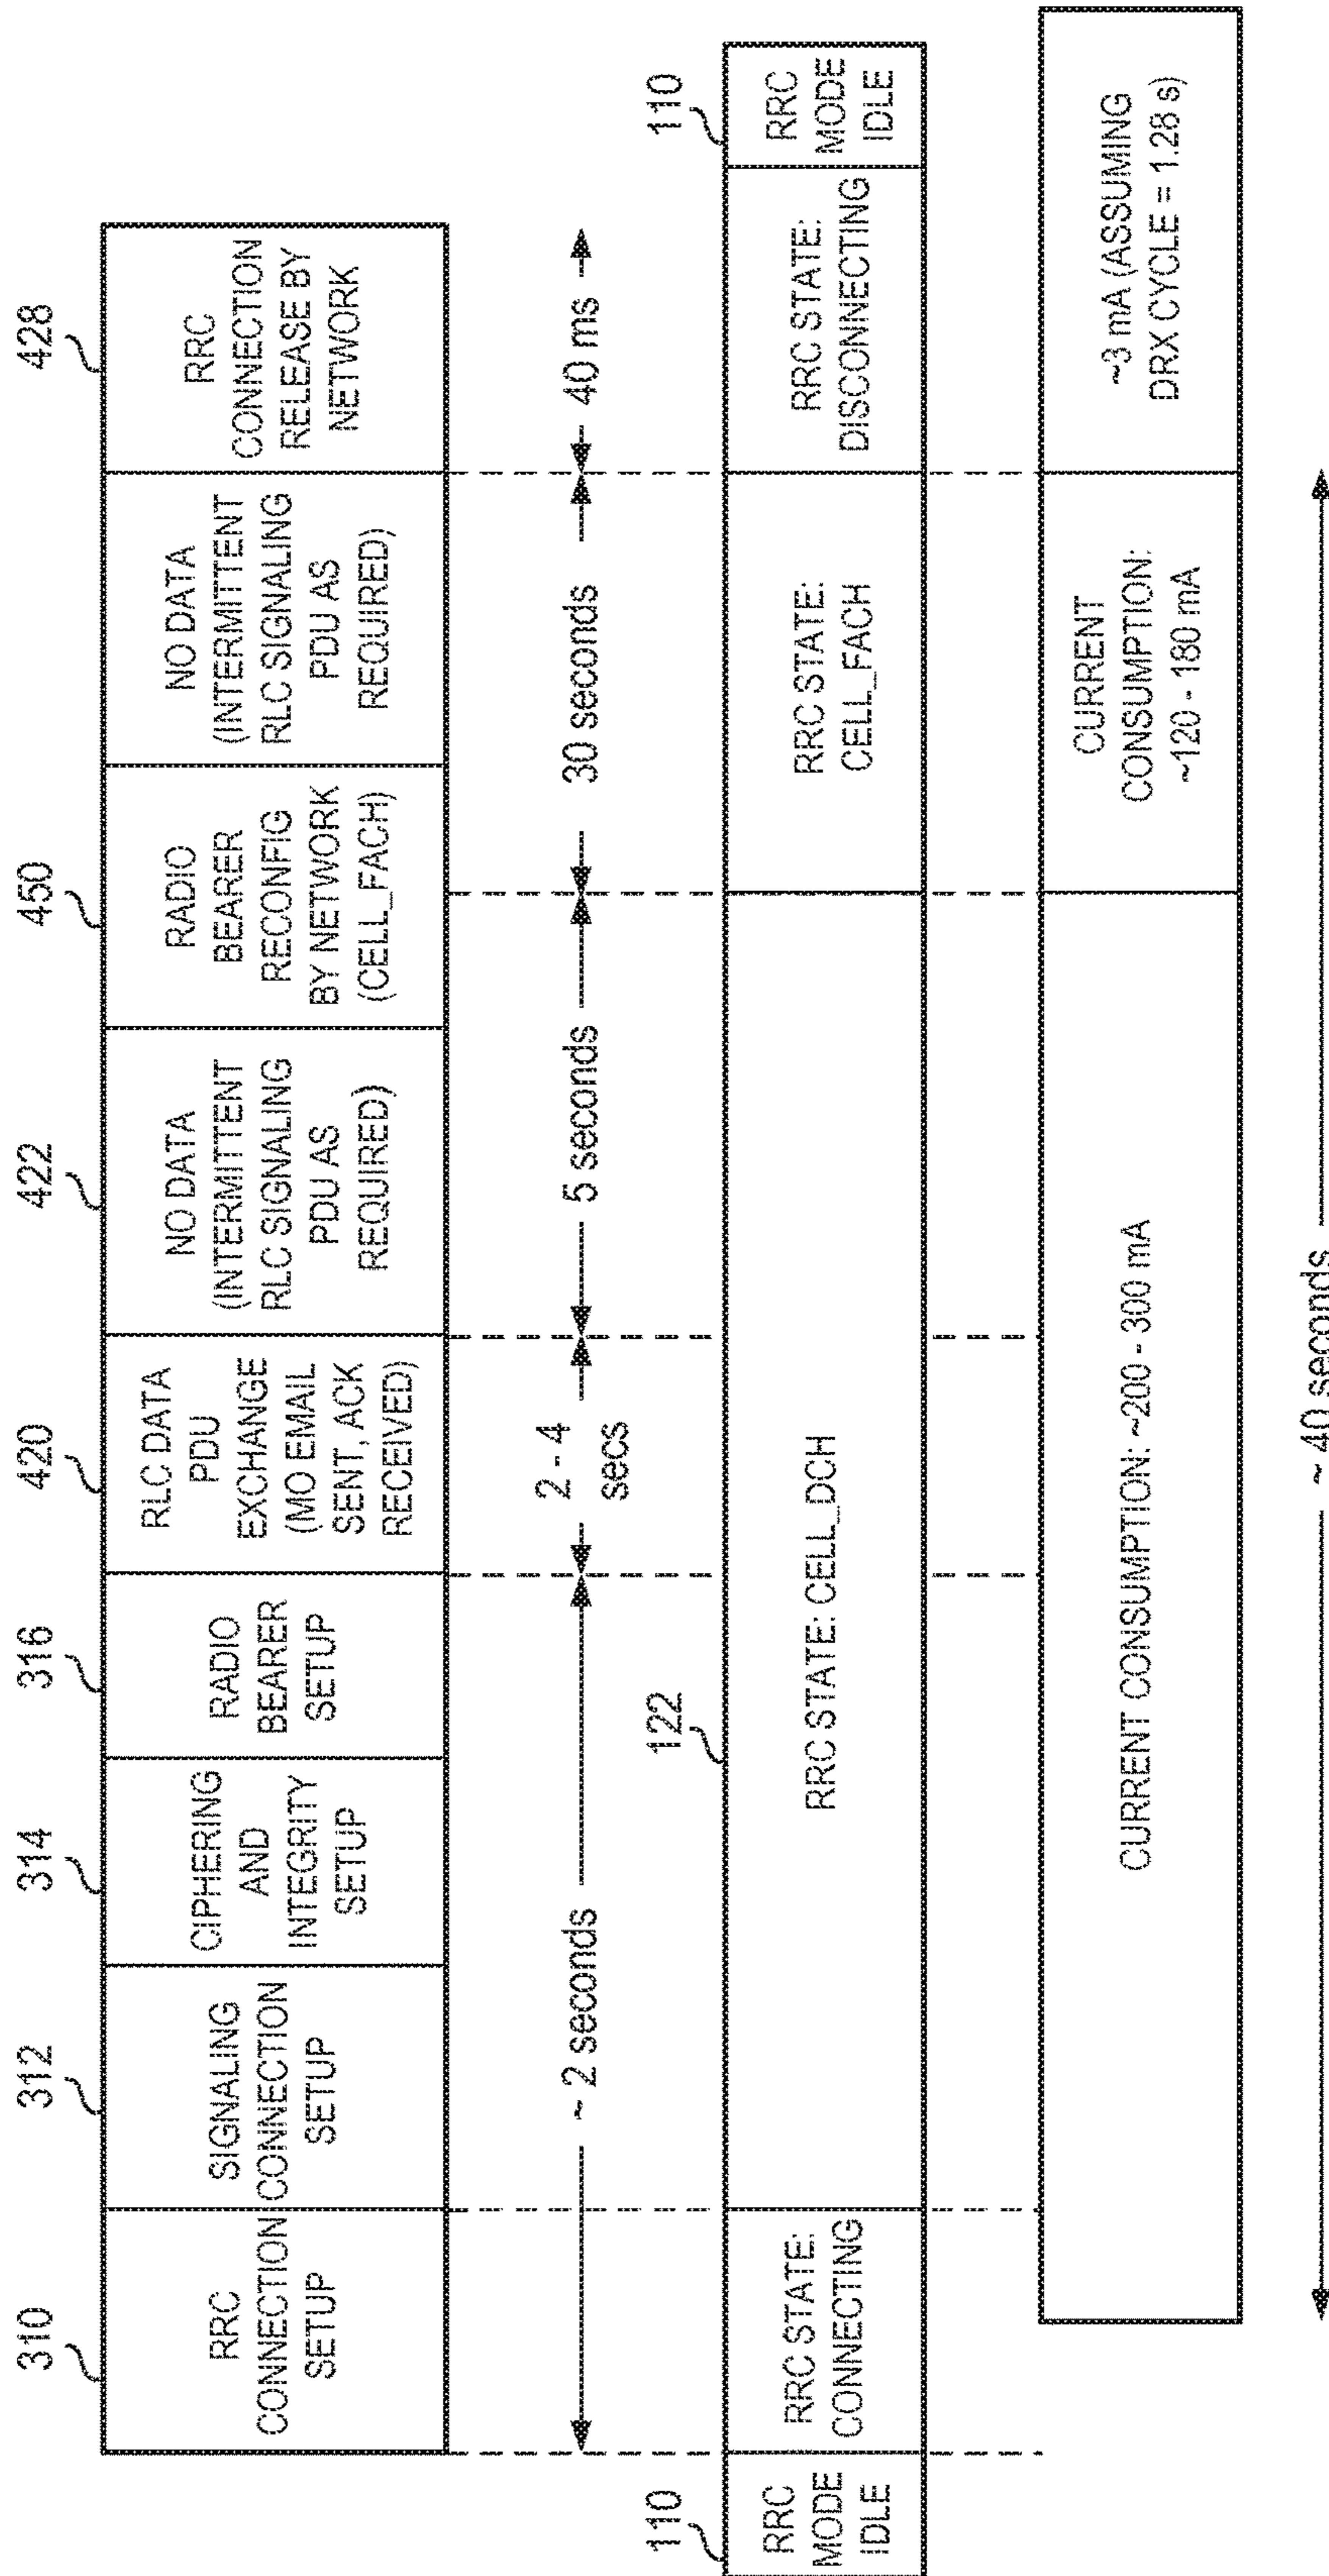 310
312
314
316
420
422
450
428
RRC
CONNECTION
SETUP
SIGNALING
CONNECTION
SETUP
CIPHERING
AND
INTEGRITY
SETUP
RADIO
BEARER
SETUP
RLC DATA
PDU
EXCHANGE
(MO EMAIL
SENT, ACK
RECEIVED)
NO DATA
(INTERMITTENT
RLC SIGNALING
PDU AS
REQUIRED)
RADIO
BEARER
RECONFIG
BY NETWORK
(CELL_FACH)
NO DATA
(INTERMITTENT
RLC SIGNALING
PDU AS
REQUIRED)
RRC
CONNECTION
RELEASE BY
NETWORK
~ 2 seconds
2 - 4
secs
5 seconds
30 seconds
40 ms
110
122
110
RRC
MODE
IDLE
RRC STATE:
CONNECTING
RRC STATE: CELL_DCH
RRC STATE:
CELL_FACH
RRC STATE:
DISCONNECTING
RRC
MODE
IDLE
CURRENT CONSUMPTION: ~200 - 300 mA
CURRENT
CONSUMPTION:
~120 - 180 mA
~3 mA (ASSUMING
DRX CYCLE = 1.28 s)
~ 40 seconds